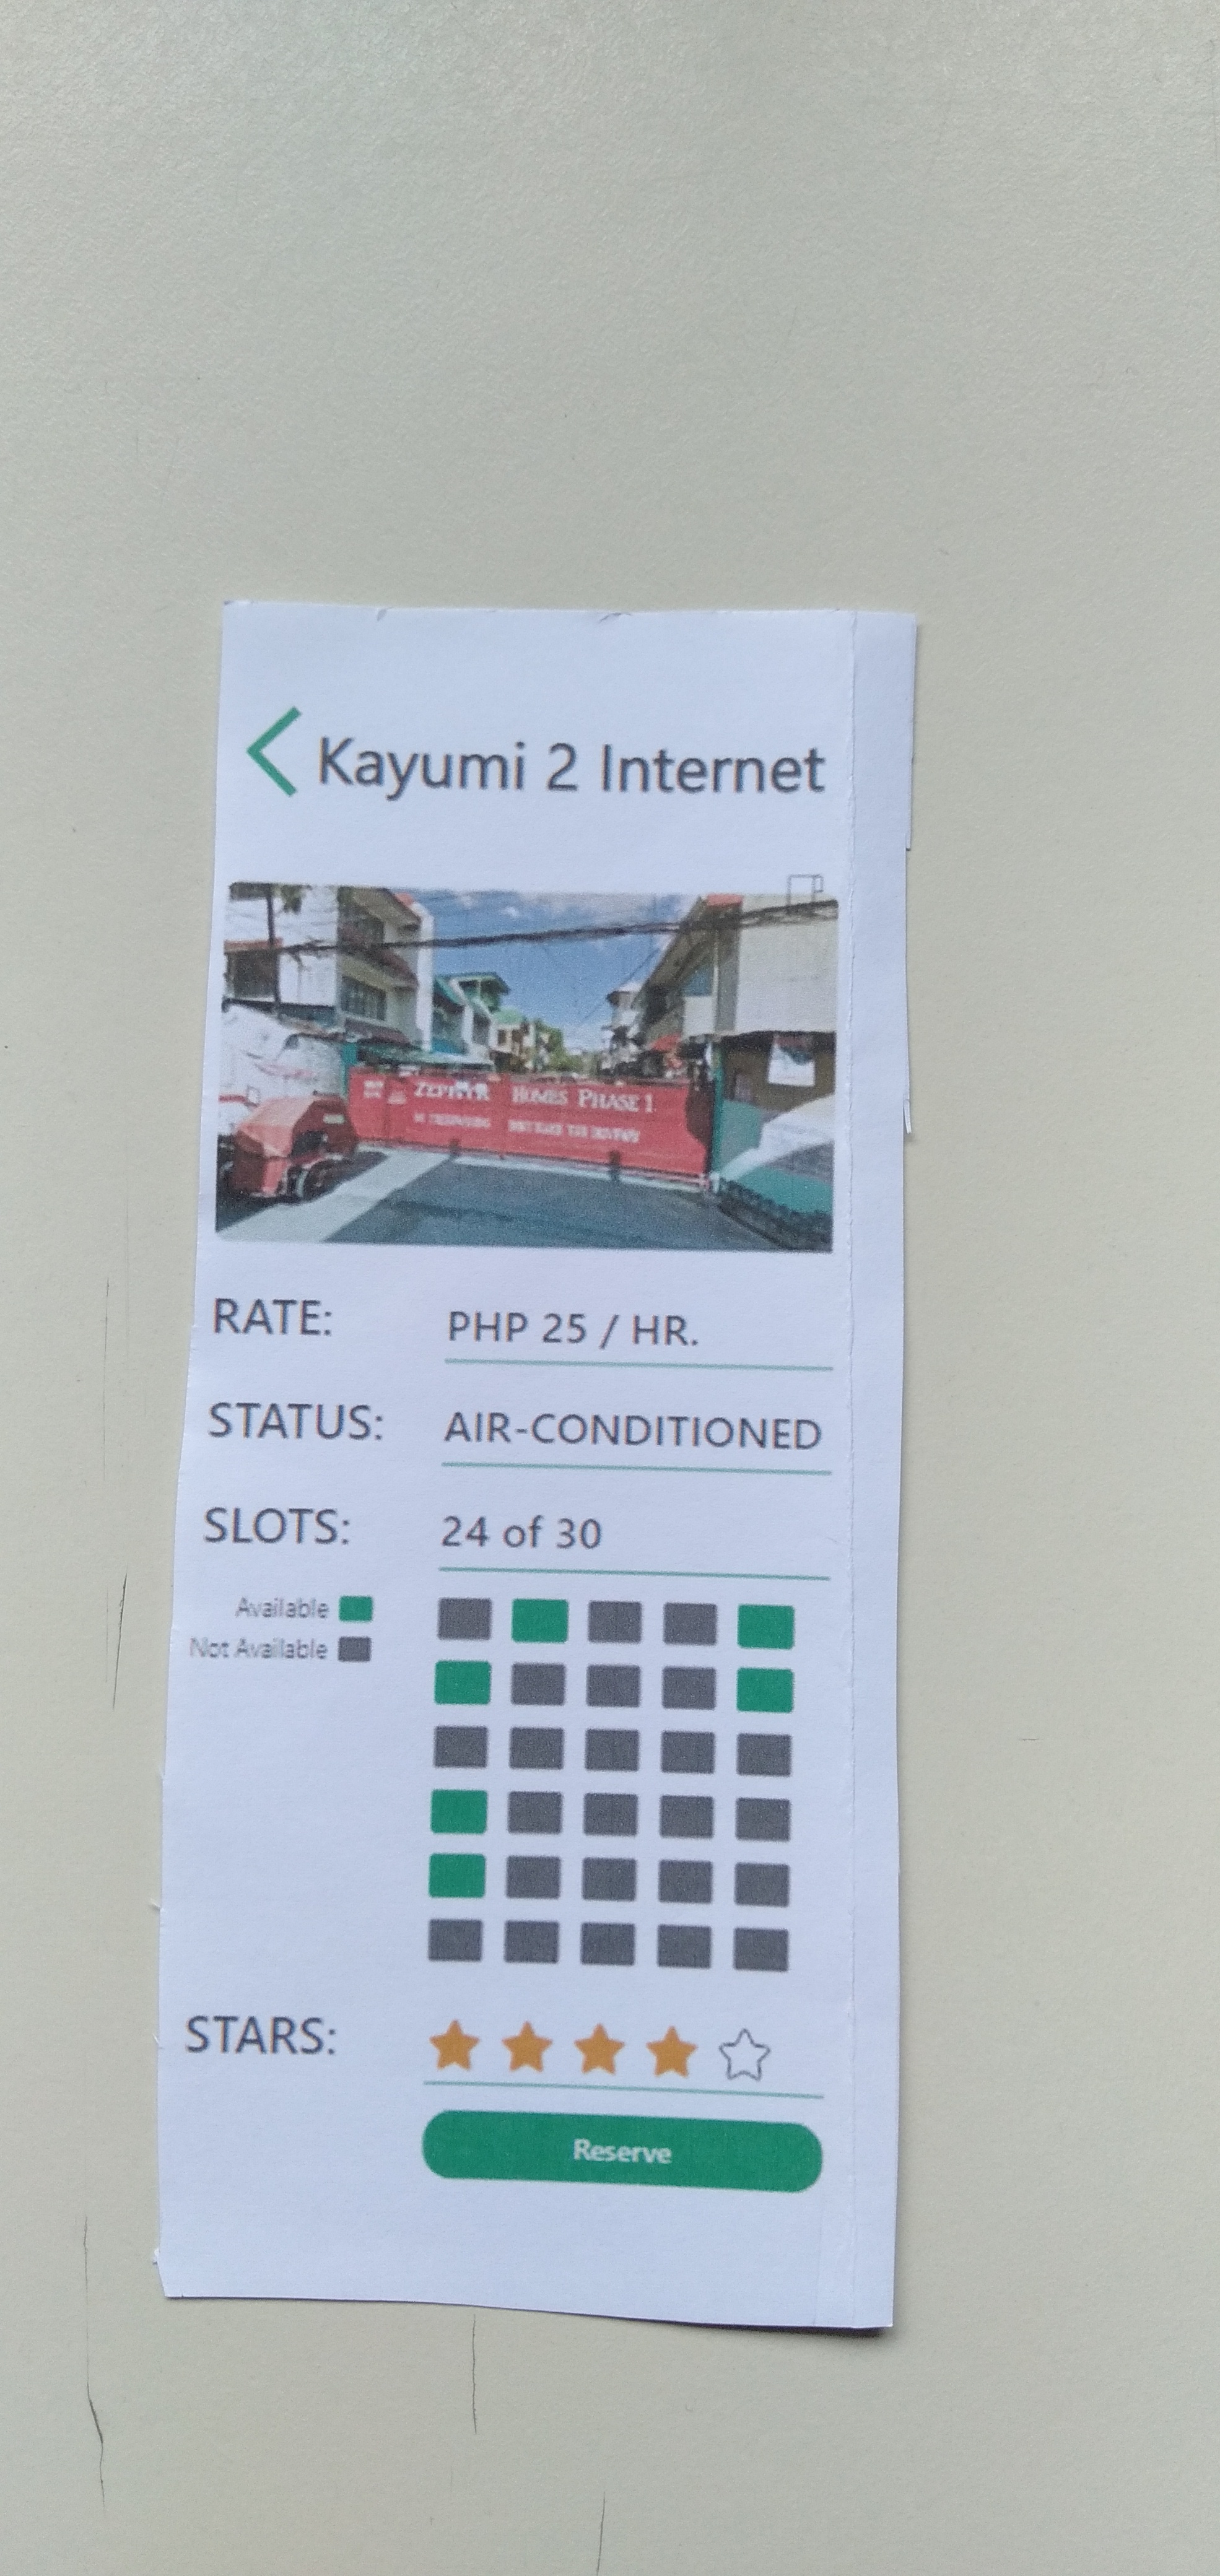 Kayumi 2 Internet
ZEPHYR HOMES PHASE 1
RATE: PHP 25 / HR.
STATUS: AIR-CONDITIONED
SLOTS: 24 of 30
Available
Not Available
STARS:
Reserve